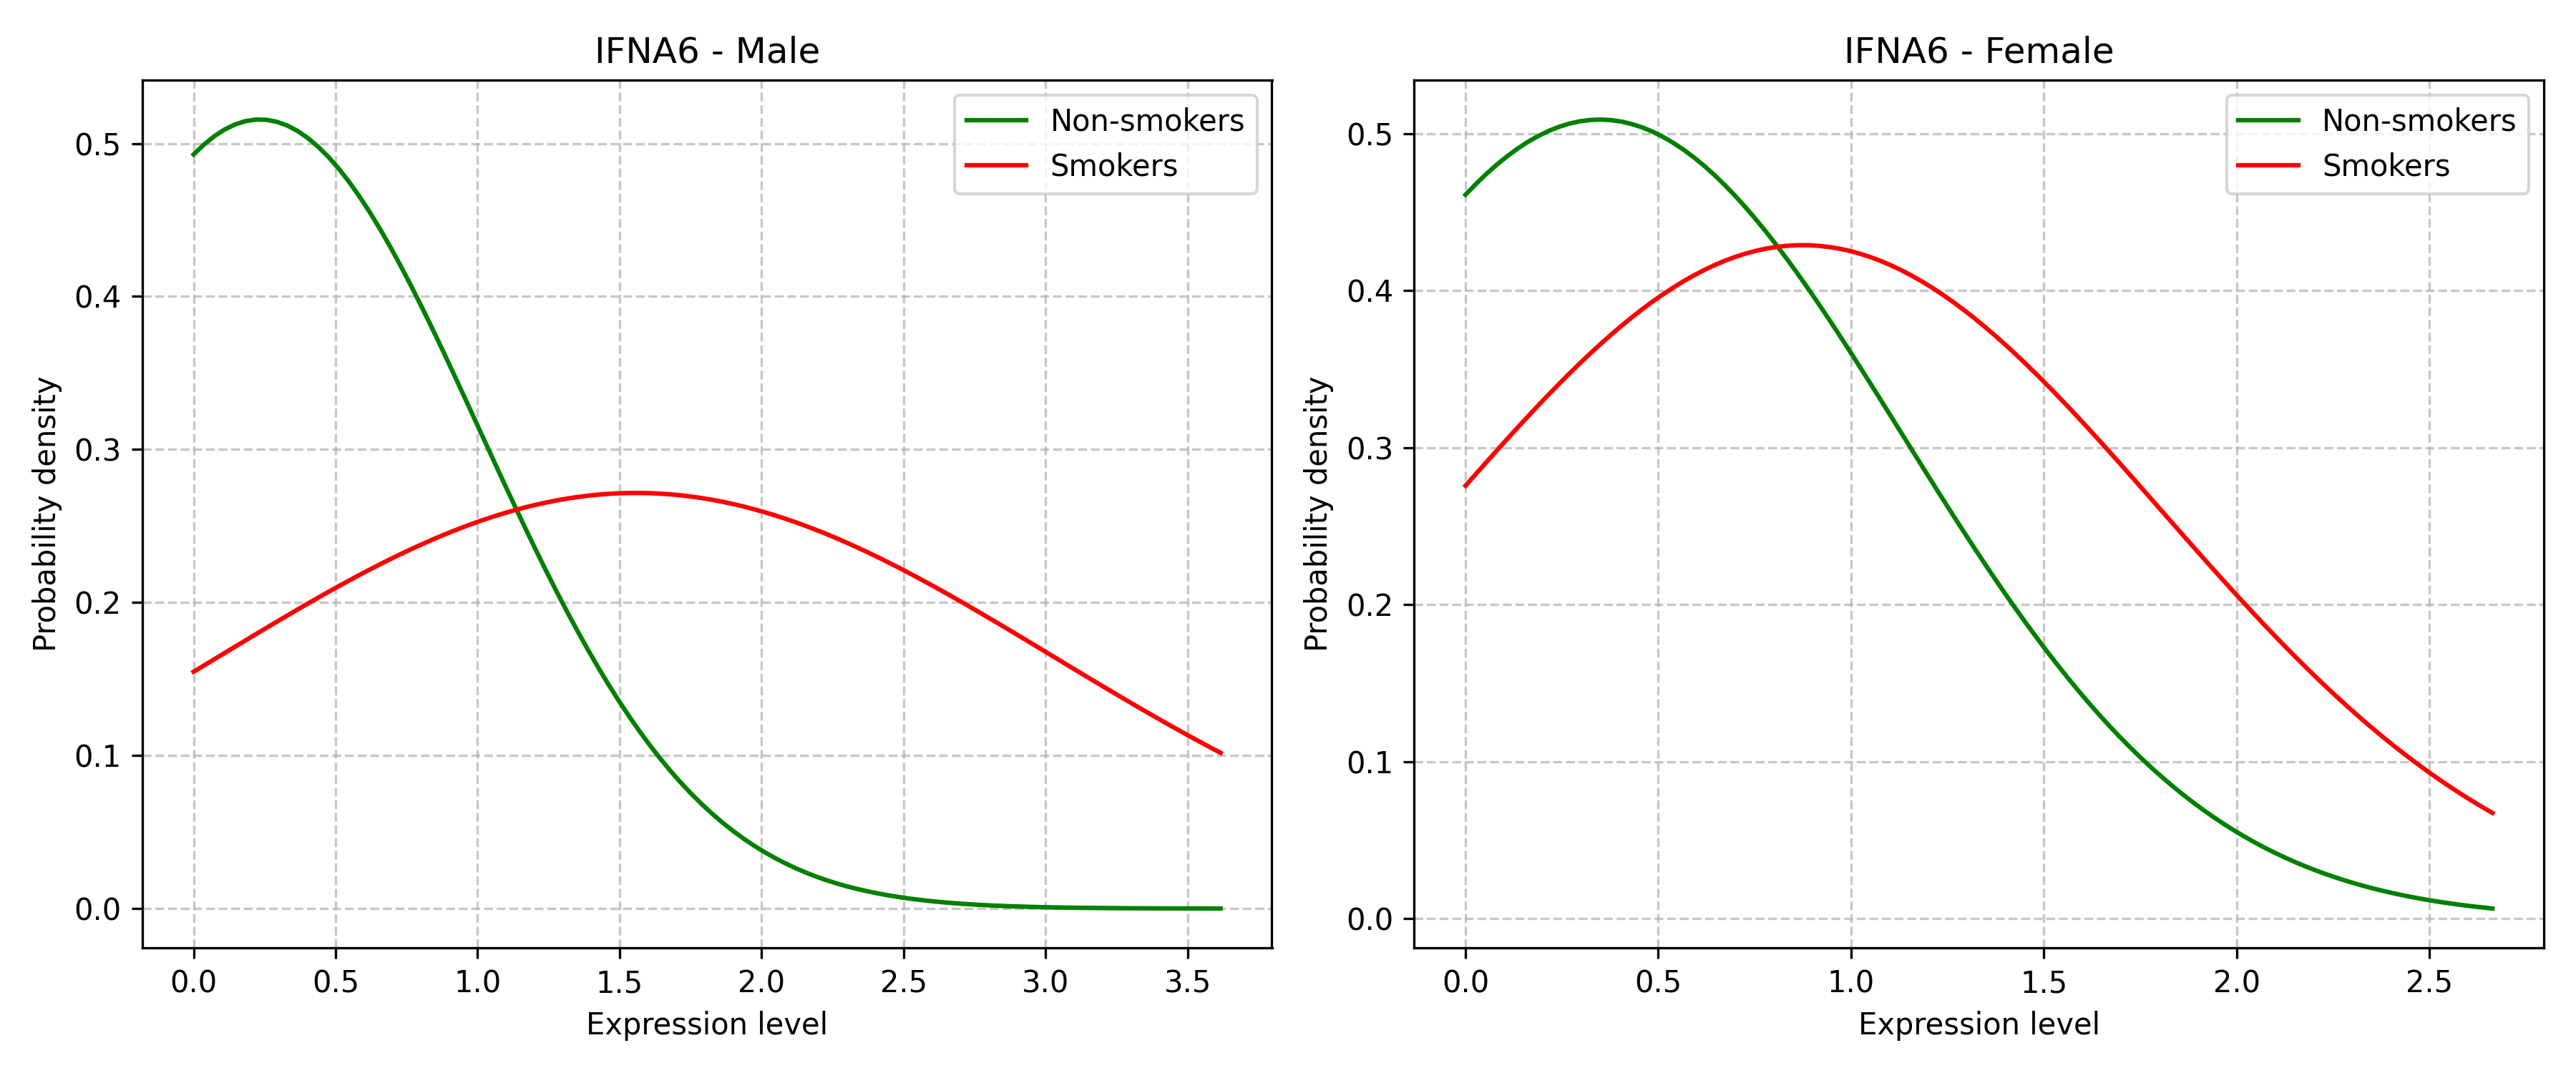 IFNA6 - Male
Non-smokers
Smokers
Probability density
0.5
0.4
0.3
0.2
0.1
0.0
0.0 0.5 1.0 1.5 2.0 2.5 3.0 3.5
Expression level
IFNA6 - Female
Non-smokers
Smokers
Probability density
0.5
0.4
0.3
0.2
0.1
0.0
0.0 0.5 1.0 1.5 2.0 2.5
Expression level